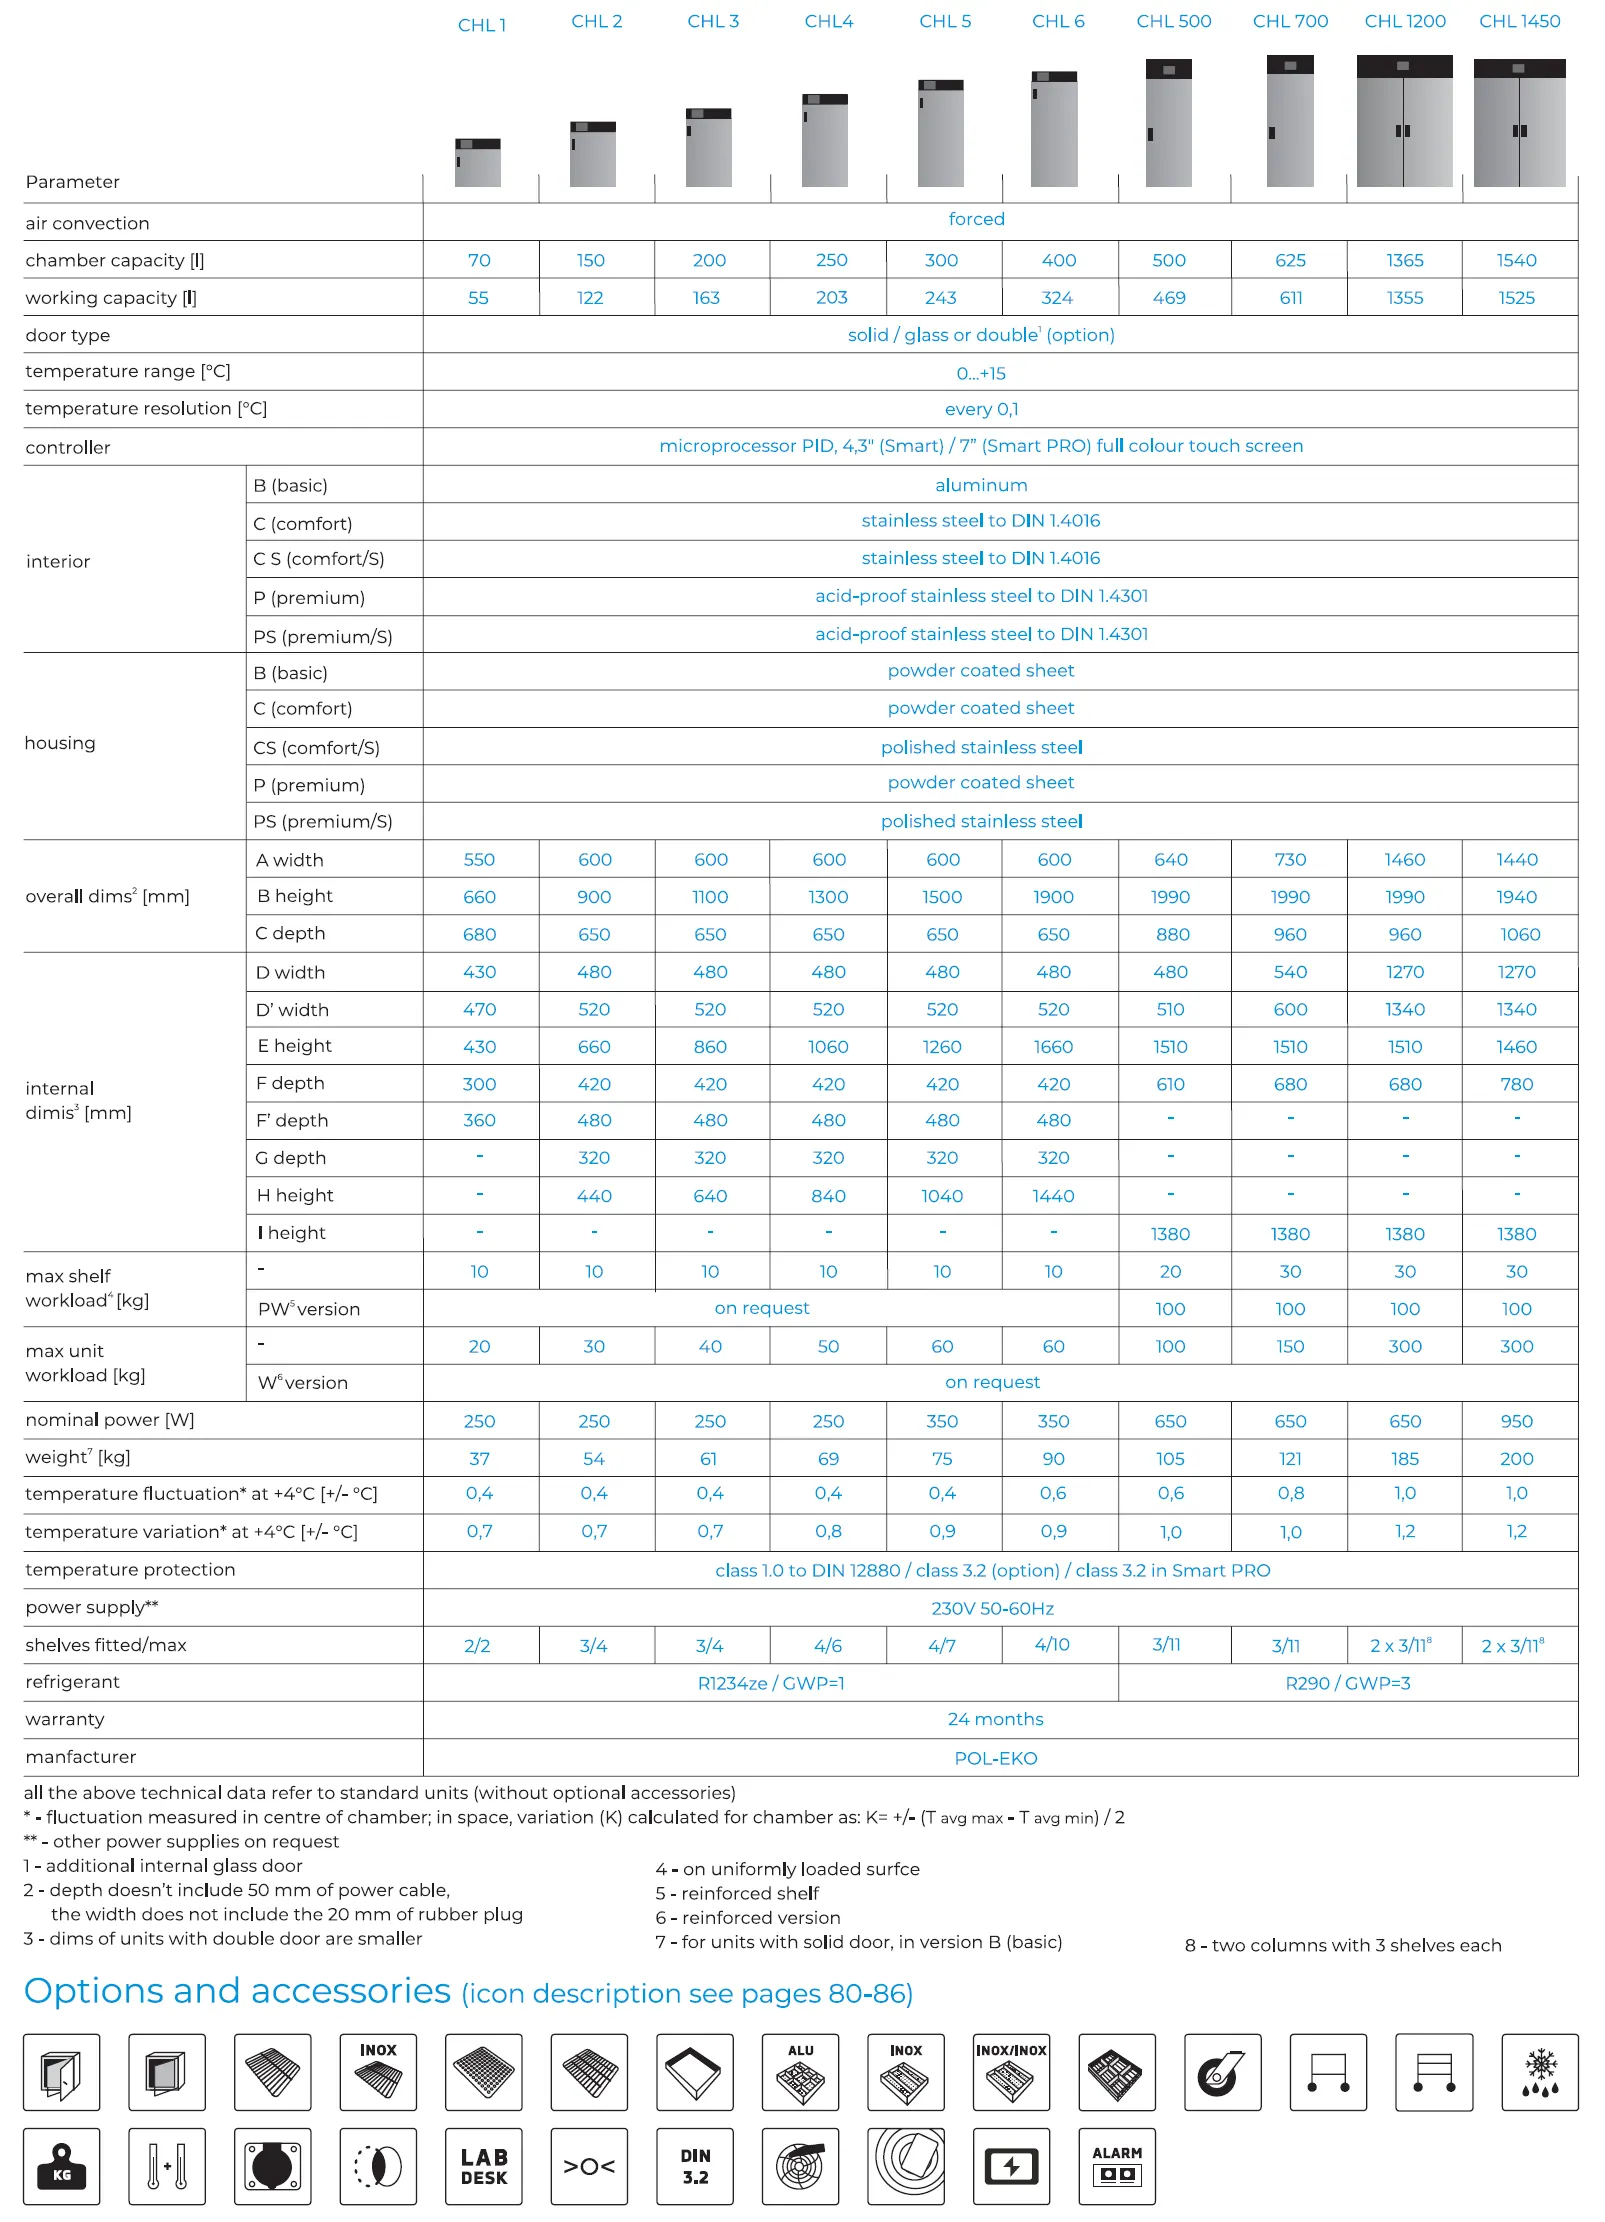 CHL 1 CHL 2 CHL 3 CHL4 CHL 5 CHL 6 CHL 500 CHL 700 CHL 1200 CHL 1450
Parameter
air convection forced
chamber capacity [l] 70 150 200 250 300 400 500 625 1365 1540
working capacity [l] 55 122 163 203 243 324 469 611 1355 1525
door type solid / glass or double¹ (option)
temperature range [°C] 0...+15
temperature resolution [°C] every 0,1
controller microprocessor PID, 4,3" (Smart) / 7” (Smart PRO) full colour touch screen
interior
B (basic) aluminum
C (comfort) stainless steel to DIN 1.4016
C S (comfort/S) stainless steel to DIN 1.4016
P (premium) acid-proof stainless steel to DIN 1.4301
PS (premium/S) acid-proof stainless steel to DIN 1.4301
housing
B (basic) powder coated sheet
C (comfort) powder coated sheet
CS (comfort/S) polished stainless steel
P (premium) powder coated sheet
PS (premium/S) polished stainless steel
overall dims² [mm]
A width 550 600 600 600 600 600 640 730 1460 1440
B height 660 900 1100 1300 1500 1900 1990 1990 1990 1940
C depth 680 650 650 650 650 650 880 960 960 1060
internal
dimis³ [mm]
D width 430 480 480 480 480 480 480 540 1270 1270
D’ width 470 520 520 520 520 520 510 600 1340 1340
E height 430 660 860 1060 1260 1660 1510 1510 1510 1460
F depth 300 420 420 420 420 420 610 680 680 780
F’ depth 360 480 480 480 480 480 - - - -
G depth - 320 320 320 320 320 - - - -
H height - 440 640 840 1040 1440 - - - -
I height - - - - - - 1380 1380 1380 1380
max shelf
workload⁴ [kg]
- 10 10 10 10 10 10 20 30 30 30
PW⁵ version on request 100 100 100 100
max unit
workload [kg]
- 20 30 40 50 60 60 100 150 300 300
W⁶ version on request
nominal power [W] 250 250 250 250 350 350 650 650 650 950
weight⁷ [kg] 37 54 61 69 75 90 105 121 185 200
temperature fluctuation* at +4°C [+/- °C] 0,4 0,4 0,4 0,4 0,4 0,6 0,6 0,8 1,0 1,0
temperature variation* at +4°C [+/- °C] 0,7 0,7 0,7 0,8 0,9 0,9 1,0 1,0 1,2 1,2
temperature protection class 1.0 to DIN 12880 / class 3.2 (option) / class 3.2 in Smart PRO
power supply** 230V 50-60Hz
shelves fitted/max 2/2 3/4 3/4 4/6 4/7 4/10 3/11 3/11 2 x 3/11⁸ 2 x 3/11⁸
refrigerant R1234ze / GWP=1 R290 / GWP=3
warranty 24 months
manfacturer POL-EKO
all the above technical data refer to standard units (without optional accessories)
* - fluctuation measured in centre of chamber; in space, variation (K) calculated for chamber as: K= +/- (T avg max - T avg min) / 2
** - other power supplies on request
1 - additional internal glass door
2 - depth doesn’t include 50 mm of power cable,
the width does not include the 20 mm of rubber plug
3 - dims of units with double door are smaller
4 - on uniformly loaded surfce
5 - reinforced shelf
6 - reinforced version
7 - for units with solid door, in version B (basic)
8 - two columns with 3 shelves each
Options and accessories (icon description see pages 80-86)
INOX ALU INOX INOX/INOX
KG + LAB DESK >O< DIN 3.2 ALARM